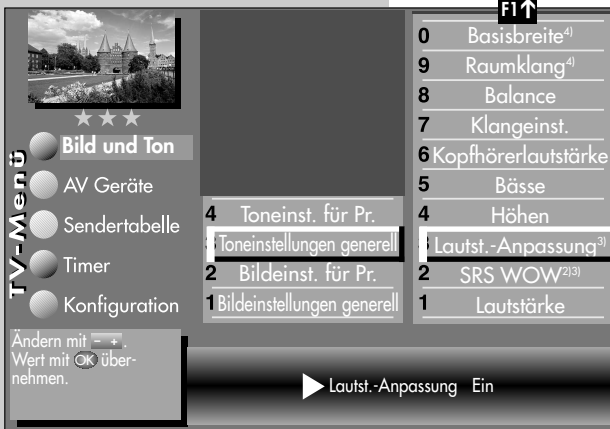 F1↑
TV-Menü
Bild und Ton
AV Geräte
Sendertabelle
Timer
Konfiguration
4 Toneinst. für Pr.
3 Toneinstellungen generell
2 Bildeinst. für Pr.
1 Bildeinstellungen generell
0 Basisbreite4)
9 Raumklang4)
8 Balance
7 Klangeinst.
6 Kopfhörerlautstärke
5 Bässe
4 Höhen
3 Lautst.-Anpassung3)
2 SRS WOW2)3)
1 Lautstärke
Ändern mit - + .
Wert mit OK über-
nehmen.
Lautst.-Anpassung Ein